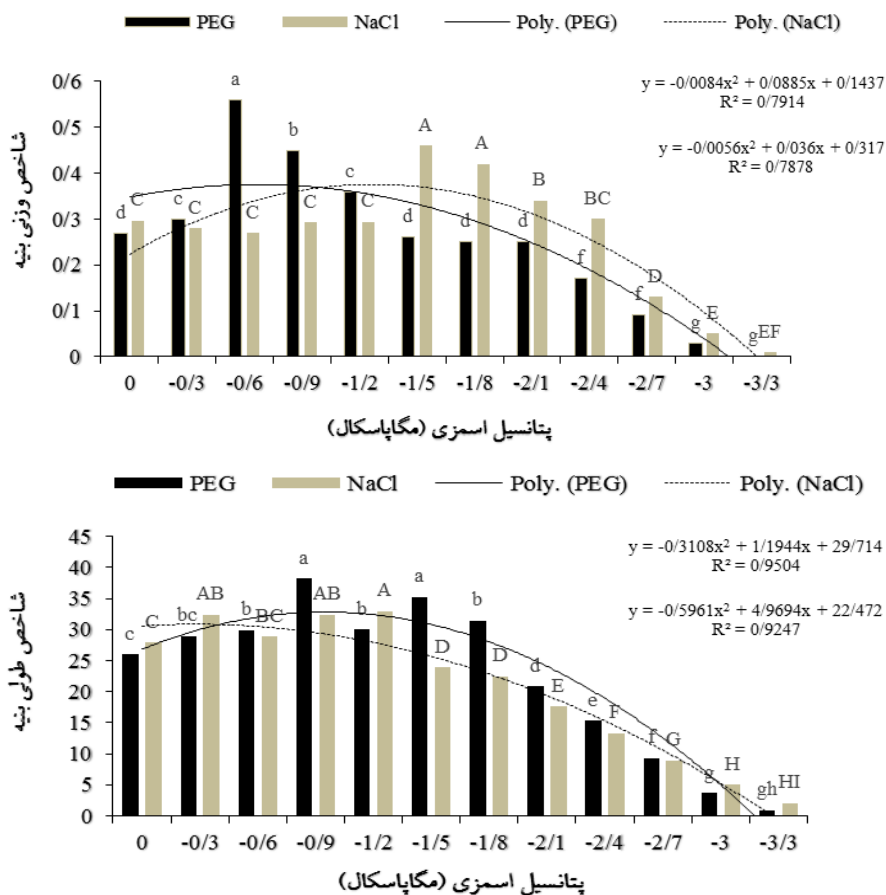 PEG NaCl Poly. (PEG) Poly. (NaCl)
y = -0/0084x² + 0/0885x + 0/1437
R² = 0/7914
y = -0/0056x² + 0/036x + 0/317
R² = 0/7878
شاخص وزنی بنیه
0/6
0/5
0/4
0/3
0/2
0/1
0
d C c C a C b C c C d A d A d B f BC f D g E g EF
0 -0/3 -0/6 -0/9 -1/2 -1/5 -1/8 -2/1 -2/4 -2/7 -3 -3/3
پتانسیل اسمزی (مگاپاسکال)
PEG NaCl Poly. (PEG) Poly. (NaCl)
y = -0/3108x² + 1/1944x + 29/714
R² = 0/9504
y = -0/5961x² + 4/9694x + 22/472
R² = 0/9247
شاخص طولی بنیه
45
40
35
30
25
20
15
10
5
0
c C bc AB b BC a AB b A a D b D d E e F f G g H gh HI
0 -0/3 -0/6 -0/9 -1/2 -1/5 -1/8 -2/1 -2/4 -2/7 -3 -3/3
پتانسیل اسمزی (مگاپاسکال)